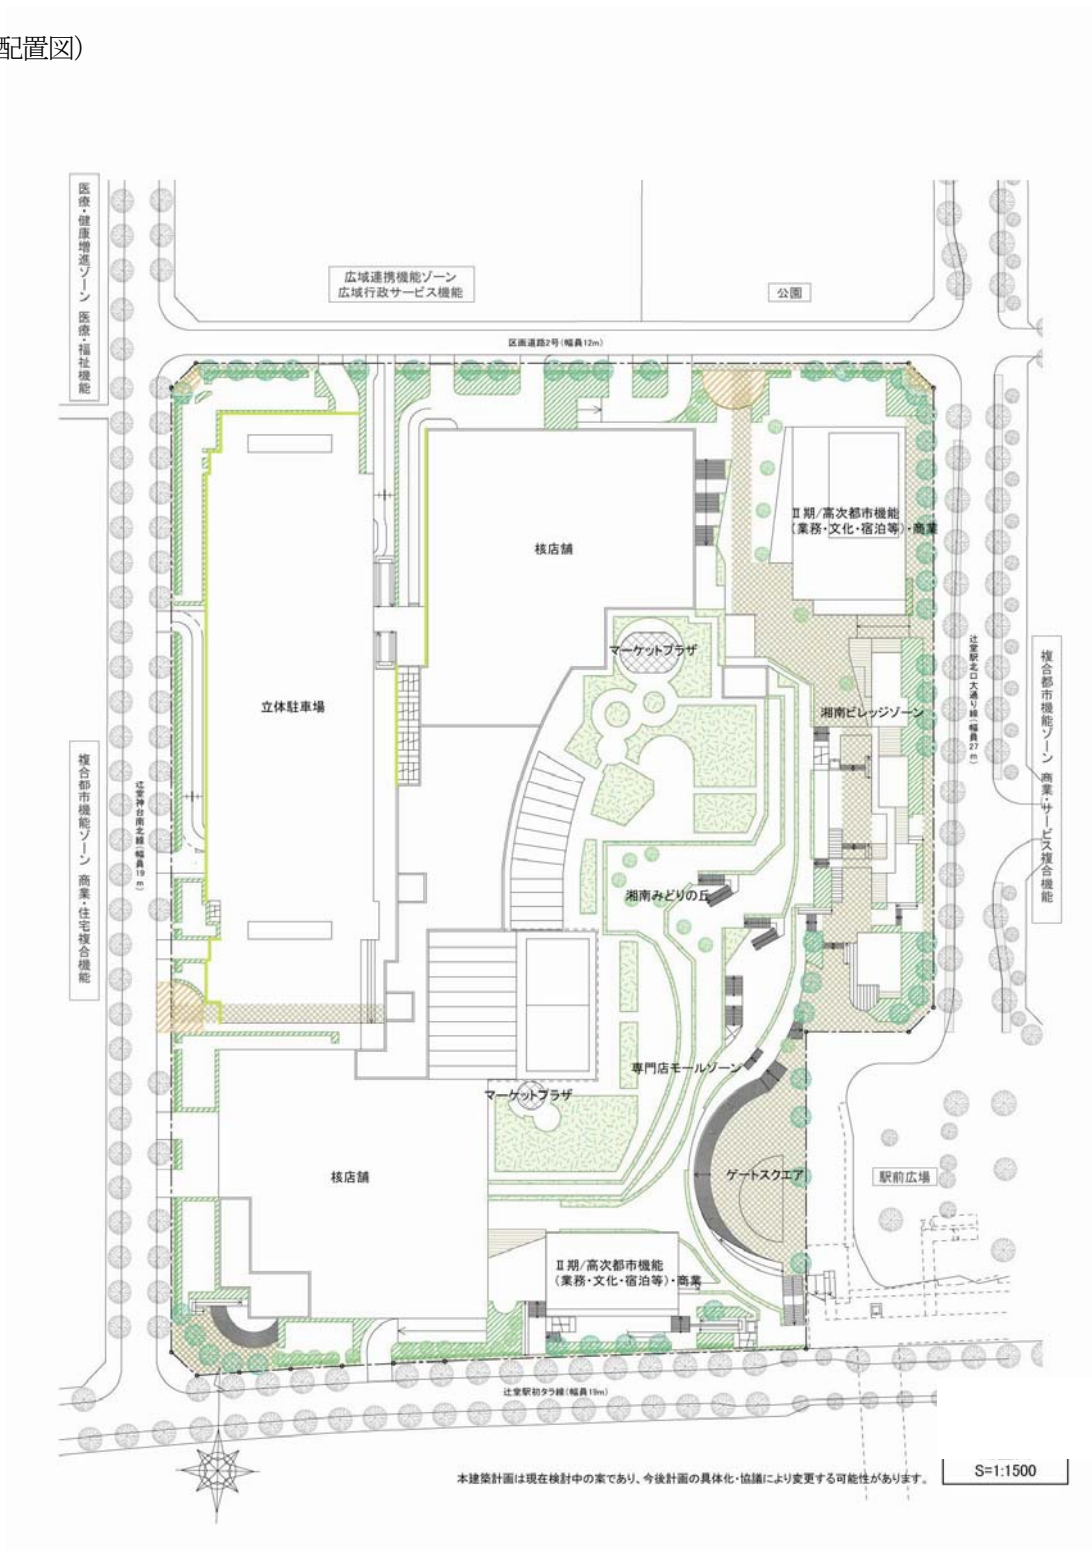 配置図）
医療・健康増進ゾーン 医療・福祉機能
広域連携機能ゾーン
広域行政サービス機能
公園
区画道路2号（幅員12m）
Ⅱ期/高次都市機能
（業務・文化・宿泊等）・商業
核店舗
マーケットプラザ
立体駐車場
湘南ビレッジゾーン
辻堂駅北口大通り線（幅員27m）
複合都市機能ゾーン 商業・サービス複合機能
複合都市機能ゾーン 商業・住宅複合機能
辻堂神台南北線（幅員19m）
湘南みどりの丘
専門店モールゾーン
マーケットプラザ
核店舗
ゲートスクエア
駅前広場
Ⅱ期/高次都市機能
（業務・文化・宿泊等）・商業
辻堂駅初タラ線（幅員19m）
本建築計画は現在検討中の案であり、今後計画の具体化・協議により変更する可能性があります。
S=1:1500